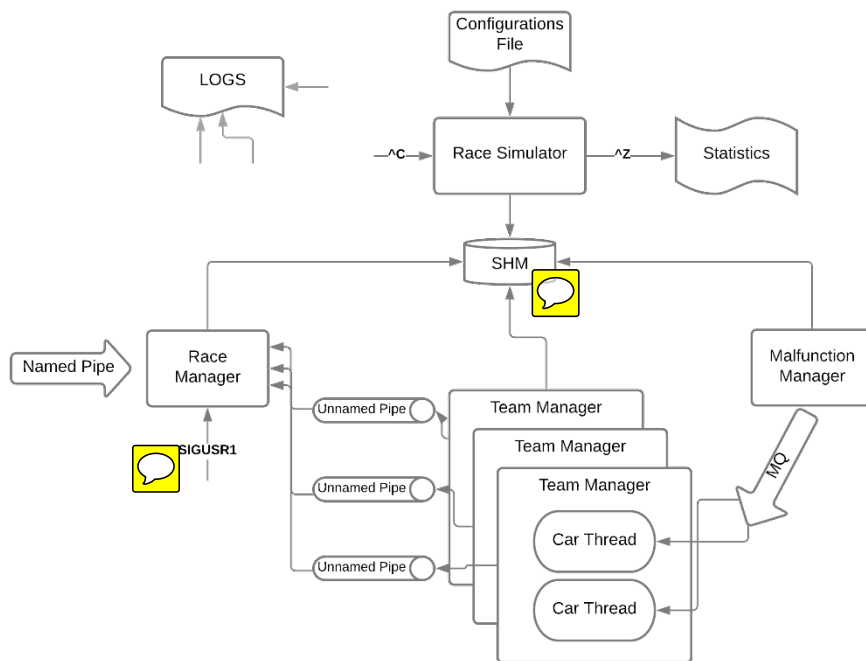 Configurations
File
LOGS
^C
Race Simulator
^Z
Statistics
SHM
Named Pipe
Race
Manager
Malfunction
Manager
Unnamed Pipe
Team Manager
SIGUSR1
Team Manager
MQ
Unnamed Pipe
Team Manager
Car Thread
Unnamed Pipe
Car Thread